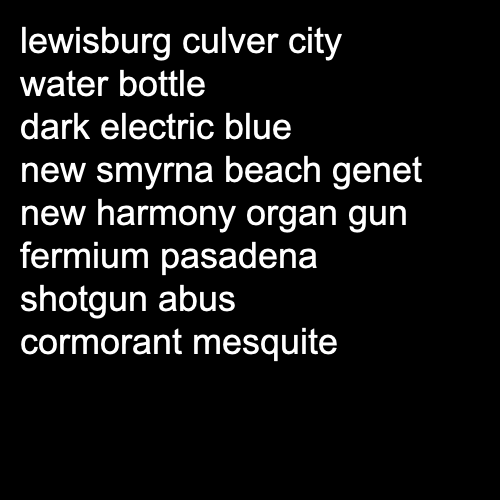 lewisburg culver city
water bottle
dark electric blue
new smyrna beach genet
new harmony organ gun
fermium pasadena
shotgun abus
cormorant mesquite